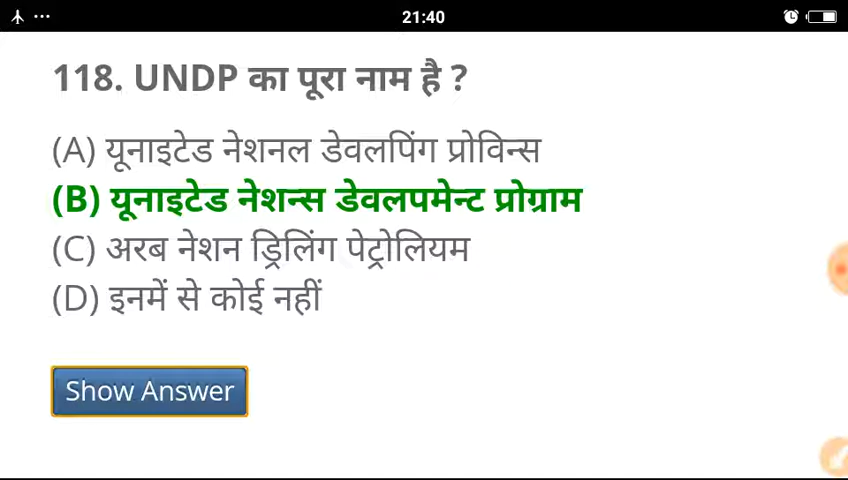 21:40
118. UNDP का पूरा नाम है ?
(A) यूनाइटेड नेशनल डेवलपिंग प्रोविन्स
(B) यूनाइटेड नेशन्स डेवलपमेन्ट प्रोग्राम
(C) अरब नेशन ड्रिलिंग पेट्रोलियम
(D) इनमें से कोई नहीं
Show Answer